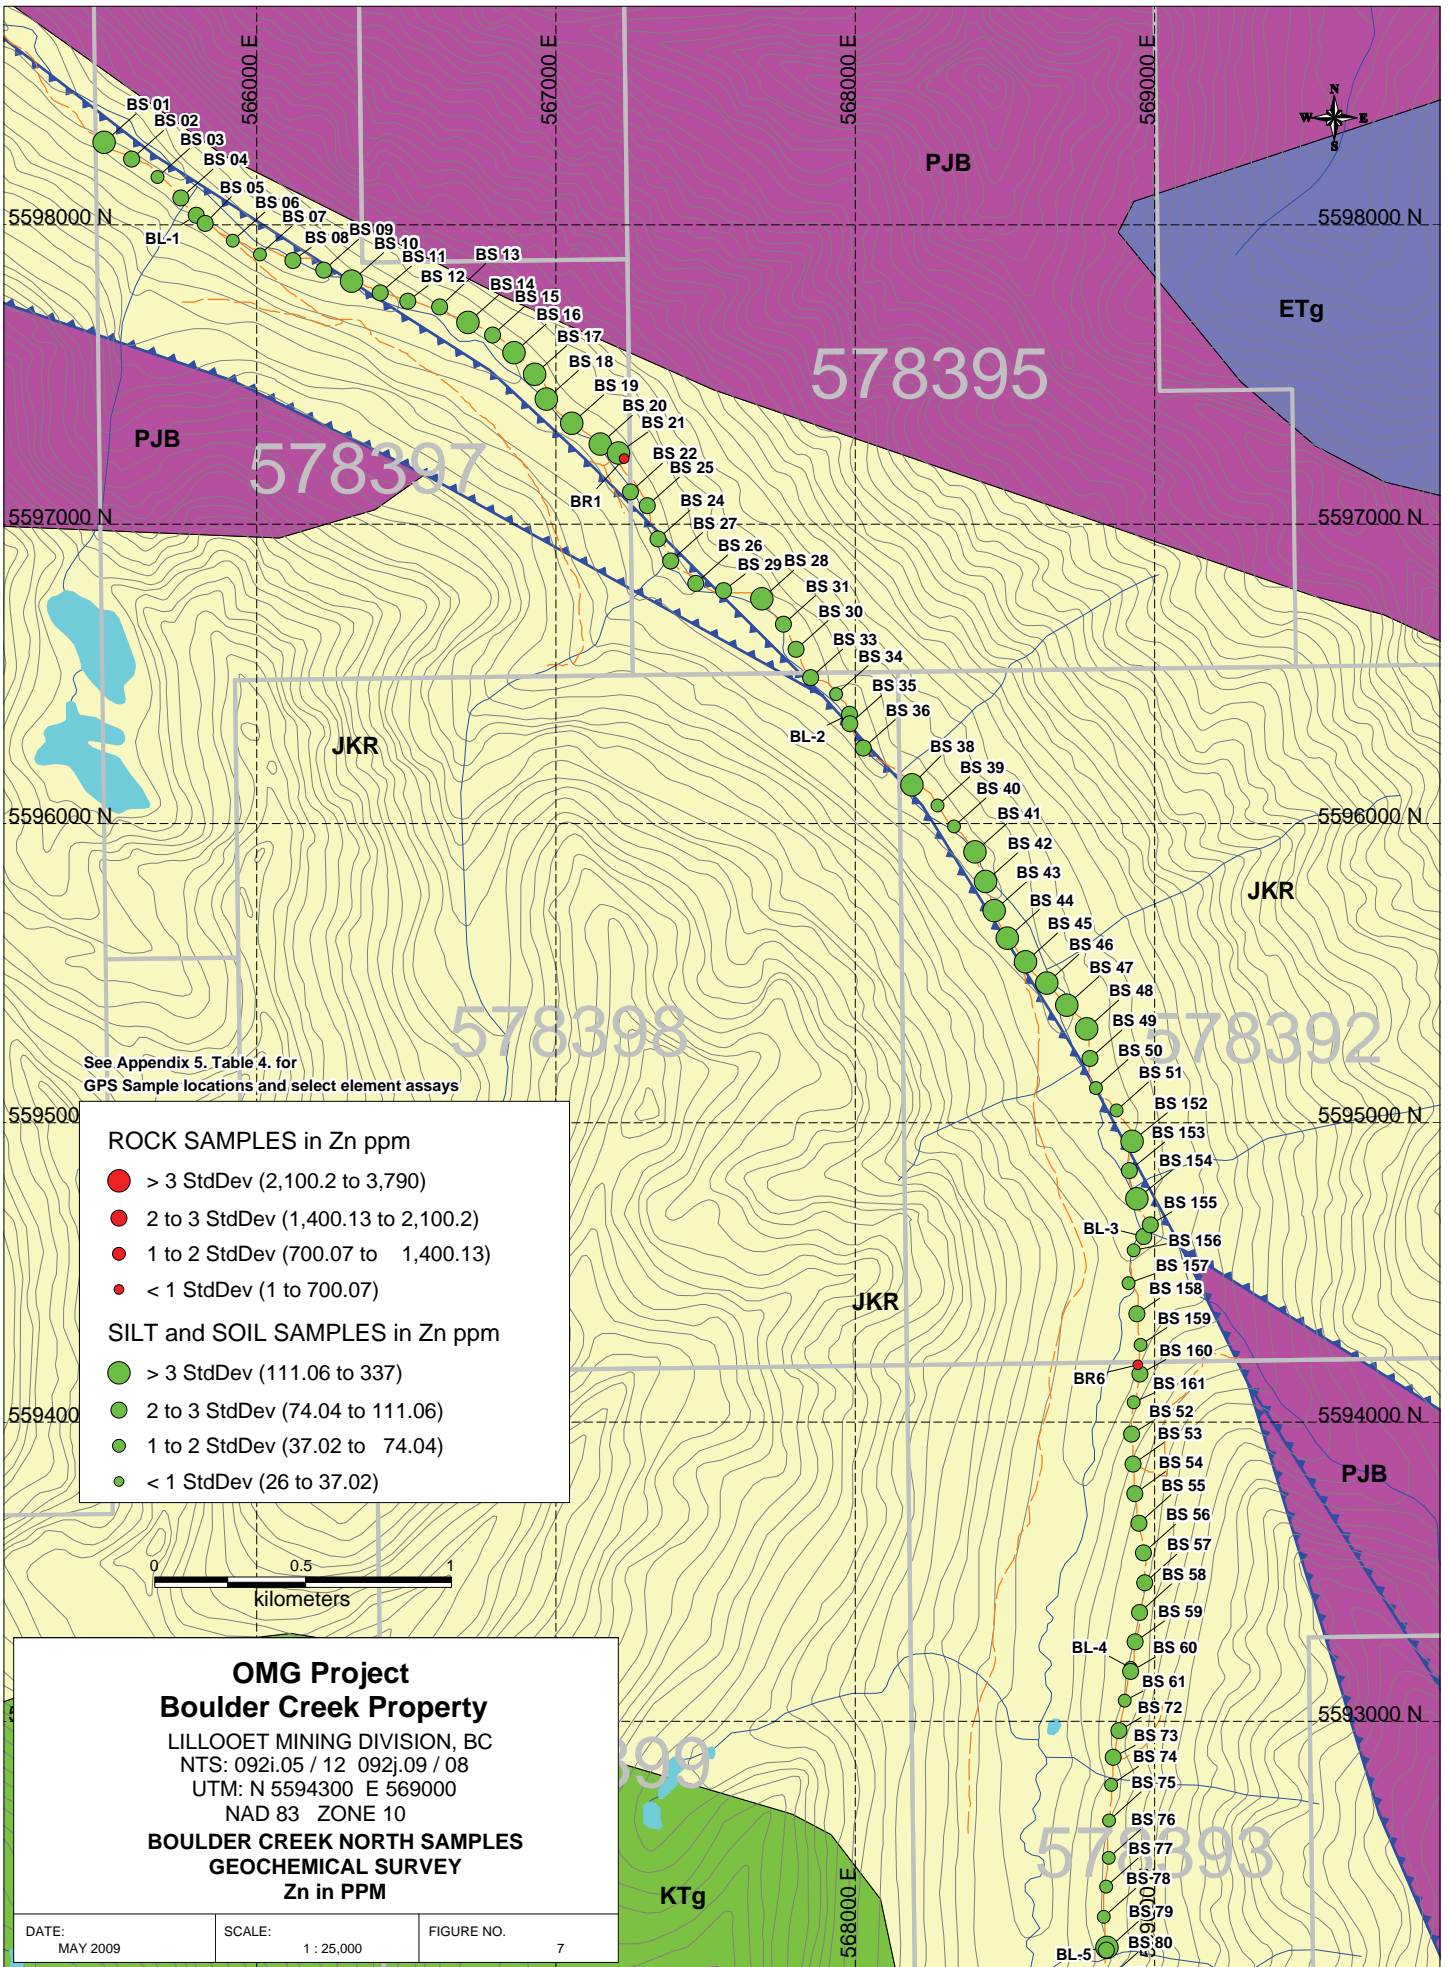 566000 E
567000 E
568000 E
569000 E
N
W E
S
BS 01
BS 02
BS 03
BS 04
BS 05
BS 06
BS 07
BS 08
BS 09
BS 10
BS 11
BS 12
BS 13
BS 14
BS 15
BS 16
BS 17
BS 18
BS 19
BS 20
BS 21
BS 22
BS 25
BS 24
BS 27
BS 26
BS 29
BS 28
BS 31
BS 30
BS 33
BS 34
BS 35
BS 36
BS 38
BS 39
BS 40
BS 41
BS 42
BS 43
BS 44
BS 45
BS 46
BS 47
BS 48
BS 49
BS 50
BS 51
BS 152
BS 153
BS 154
BS 155
BS 156
BS 157
BS 158
BS 159
BS 160
BS 161
BS 52
BS 53
BS 54
BS 55
BS 56
BS 57
BS 58
BS 59
BS 60
BS 61
BS 72
BS 73
BS 74
BS 75
BS 76
BS 77
BS 78
BS 79
BS 80
BL-1
BR1
BL-2
BL-3
BR6
BL-4
BL-5
5598000 N
5598000 N
5597000 N
5597000 N
5596000 N
5596000 N
559500
5595000 N
559400
5594000 N
5593000 N
568000 E
PJB
ETg
PJB
JKR
JKR
JKR
PJB
KTg
578395
578397
578398
578392
578393
See Appendix 5. Table 4. for
GPS Sample locations and select element assays
ROCK SAMPLES in Zn ppm
> 3 StdDev (2,100.2 to 3,790)
2 to 3 StdDev (1,400.13 to 2,100.2)
1 to 2 StdDev (700.07 to 1,400.13)
< 1 StdDev (1 to 700.07)
SILT and SOIL SAMPLES in Zn ppm
> 3 StdDev (111.06 to 337)
2 to 3 StdDev (74.04 to 111.06)
1 to 2 StdDev (37.02 to 74.04)
< 1 StdDev (26 to 37.02)
0 0.5 1
kilometers
OMG Project
Boulder Creek Property
LILLOOET MINING DIVISION, BC
NTS: 092i.05 / 12 092j.09 / 08
UTM: N 5594300 E 569000
NAD 83 ZONE 10
BOULDER CREEK NORTH SAMPLES
GEOCHEMICAL SURVEY
Zn in PPM
DATE:
MAY 2009
SCALE:
1 : 25,000
FIGURE NO.
7